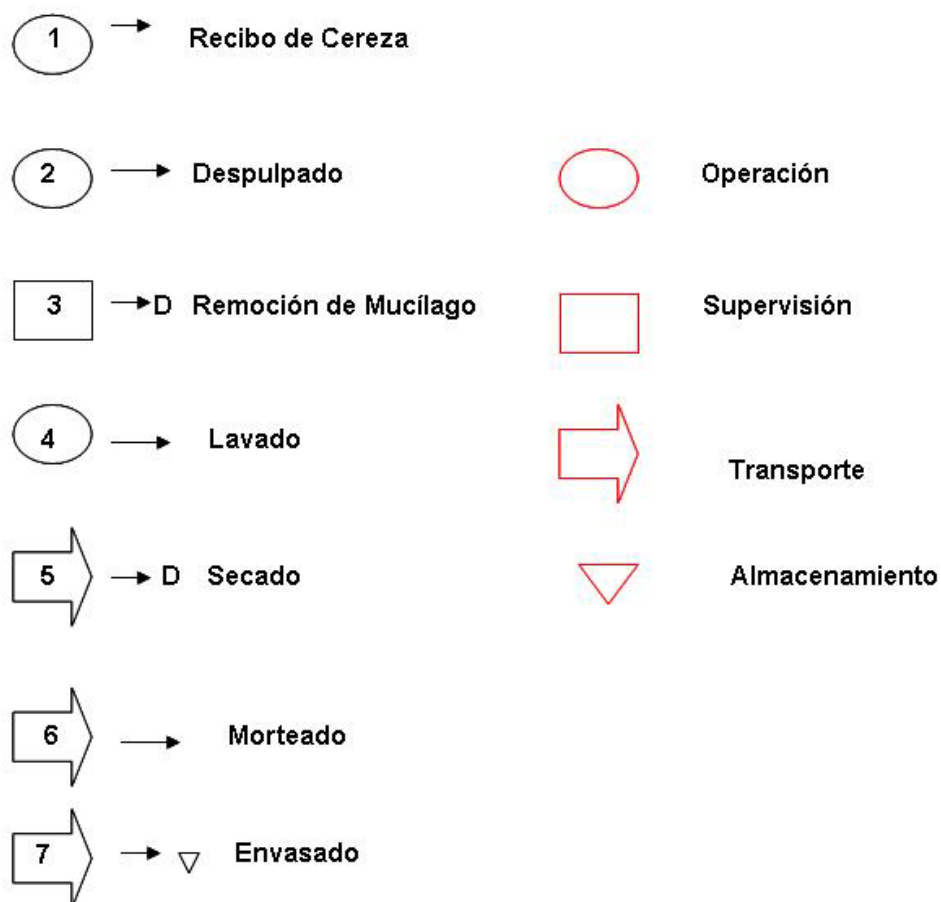 1 Recibo de Cereza
2 Despulpado Operación
3 D Remoción de Mucílago Supervisión
4 Lavado
Transporte
5 D Secado Almacenamiento
6 Morteado
7 Envasado